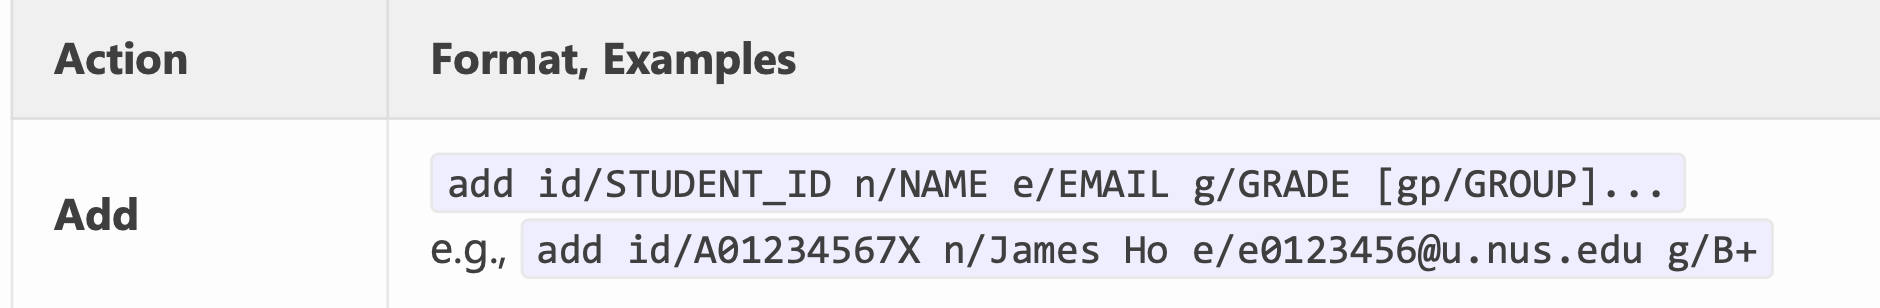 Action
Format, Examples
Add
add id/STUDENT_ID n/NAME e/EMAIL g/GRADE [gp/GROUP]...
e.g., add id/A01234567X n/James Ho e/e0123456@u.nus.edu g/B+